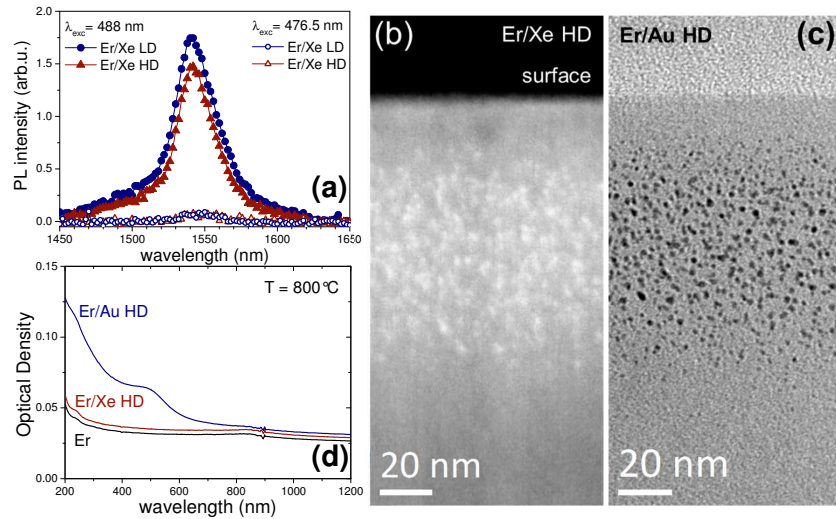 λexc = 488 nm
λexc = 476.5 nm
Er/Xe LD
Er/Xe HD
Er/Xe LD
Er/Xe HD
2.0
1.5
1.0
0.5
0.0
PL intensity (arb.u.)
(a)
1450 1500 1550 1600 1650
wavelength (nm)
(b)
Er/Xe HD
surface
20 nm
Er/Au HD
(c)
20 nm
0.15
0.10
0.05
0.00
Optical Density
T = 800°C
Er/Au HD
Er/Xe HD
Er
(d)
200 400 600 800 1000 1200
wavelength (nm)